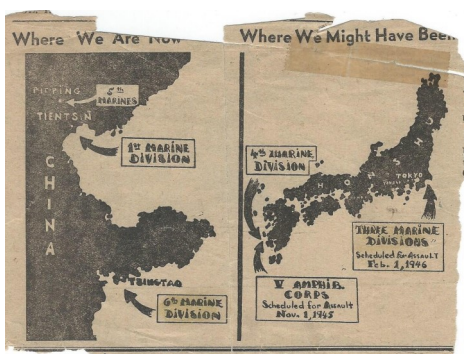 Where We Are Now
PIPPING
5th
MARINES
TIENTSIN
1st MARINE
DIVISION
CHINA
TSINGTAO
6th MARINE
DIVISION
Where We Might Have Been
4th MARINE
DIVISION
HONSHU
TOKYO
THREE MARINE
DIVISIONS
Scheduled for ASSAULT
Feb. 1, 1946
V AMPHIB.
CORPS
Scheduled for Assault
Nov. 1, 1945